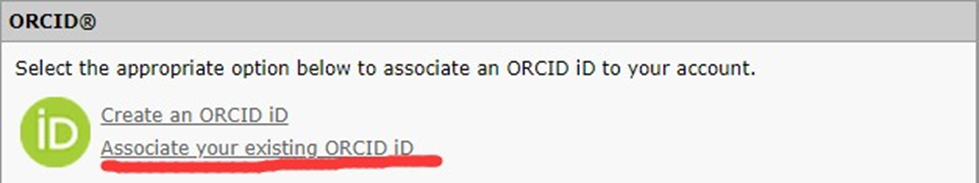 ORCID®
Select the appropriate option below to associate an ORCID iD to your account.
iD
Create an ORCID iD
Associate your existing ORCID iD